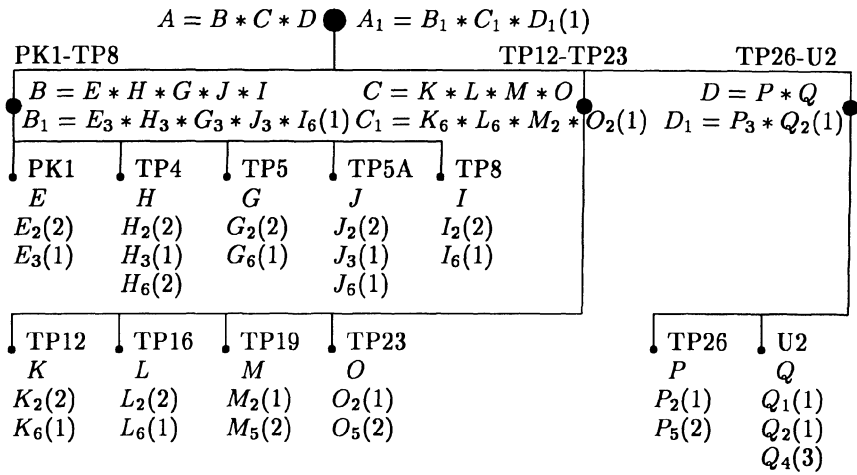 A = B * C * D A₁ = B₁ * C₁ * D₁(1)
PK1-TP8 TP12-TP23 TP26-U2
B = E * H * G * J * I C = K * L * M * O D = P * Q
B₁ = E₃ * H₃ * G₃ * J₃ * I₆(1) C₁ = K₆ * L₆ * M₂ * O₂(1) D₁ = P₃ * Q₂(1)
PK1 TP4 TP5 TP5A TP8
E H G J I
E₂(2) H₂(2) G₂(2) J₂(2) I₂(2)
E₃(1) H₃(1) G₆(1) J₃(1) I₆(1)
H₆(2) J₆(1)
TP12 TP16 TP19 TP23 TP26 U2
K L M O P Q
K₂(2) L₂(2) M₂(1) O₂(1) P₂(1) Q₁(1)
K₆(1) L₆(1) M₅(2) O₅(2) P₅(2) Q₂(1)
Q₄(3)